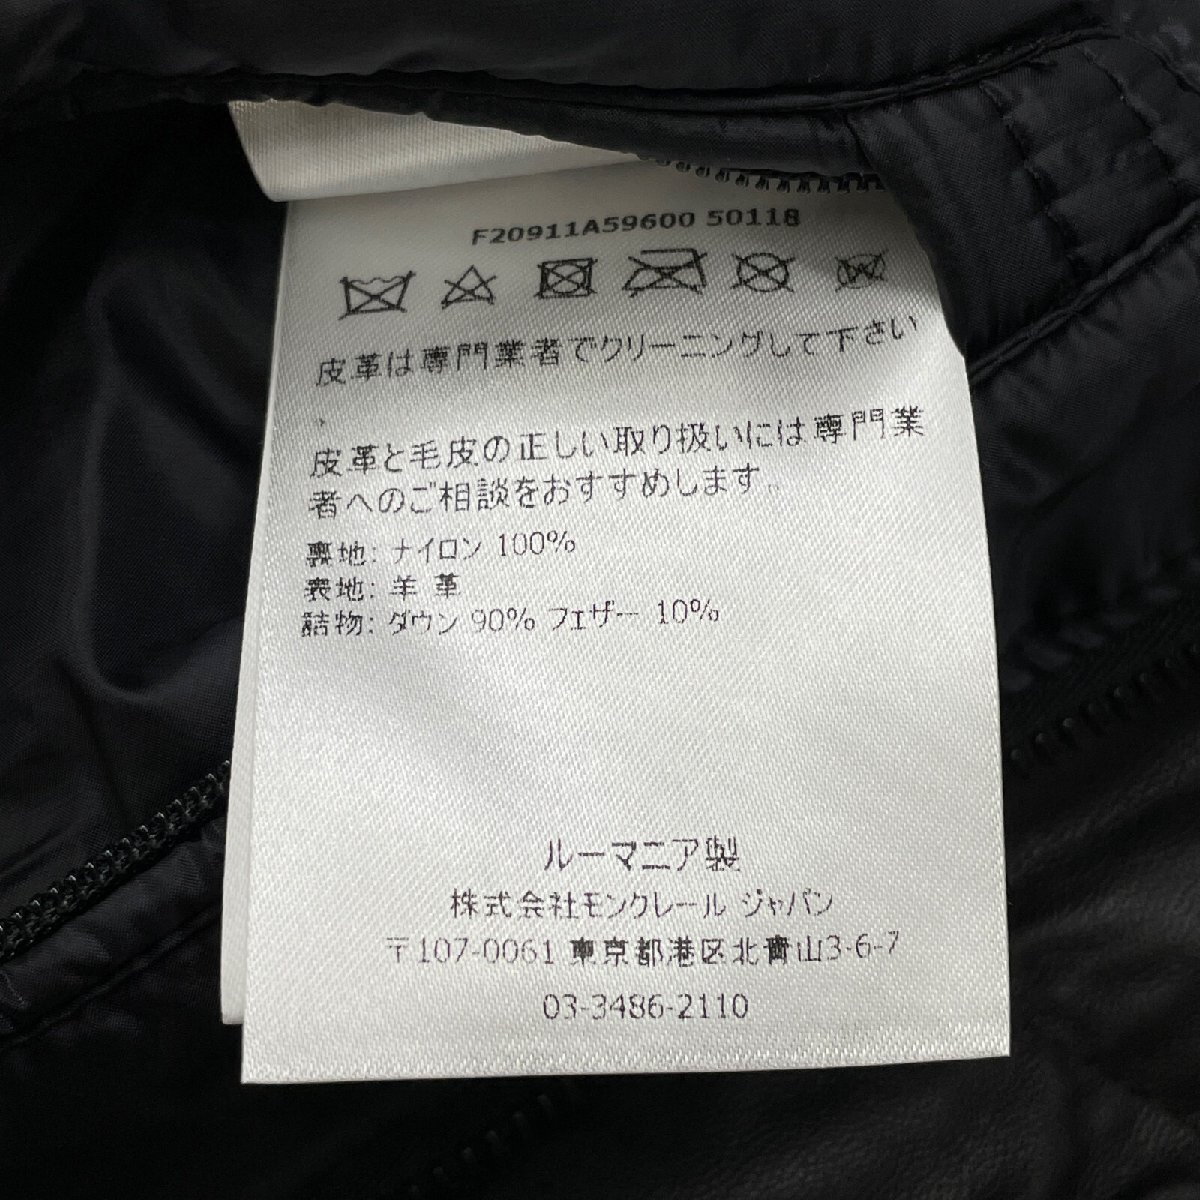 F20911A59600 50118
皮革は専門業者でクリーニングして下さい
、
皮革と毛皮の正しい取り扱いには専門業
者へのご相談をおすすめします。
裏地: ナイロン 100%
表地: 羊 革
詰物: ダウン 90% フェザー 10%
ルーマニア製
株式会社モンクレール ジャパン
〒107-0061 東京都港区北青山3-6-7
03-3486-2110